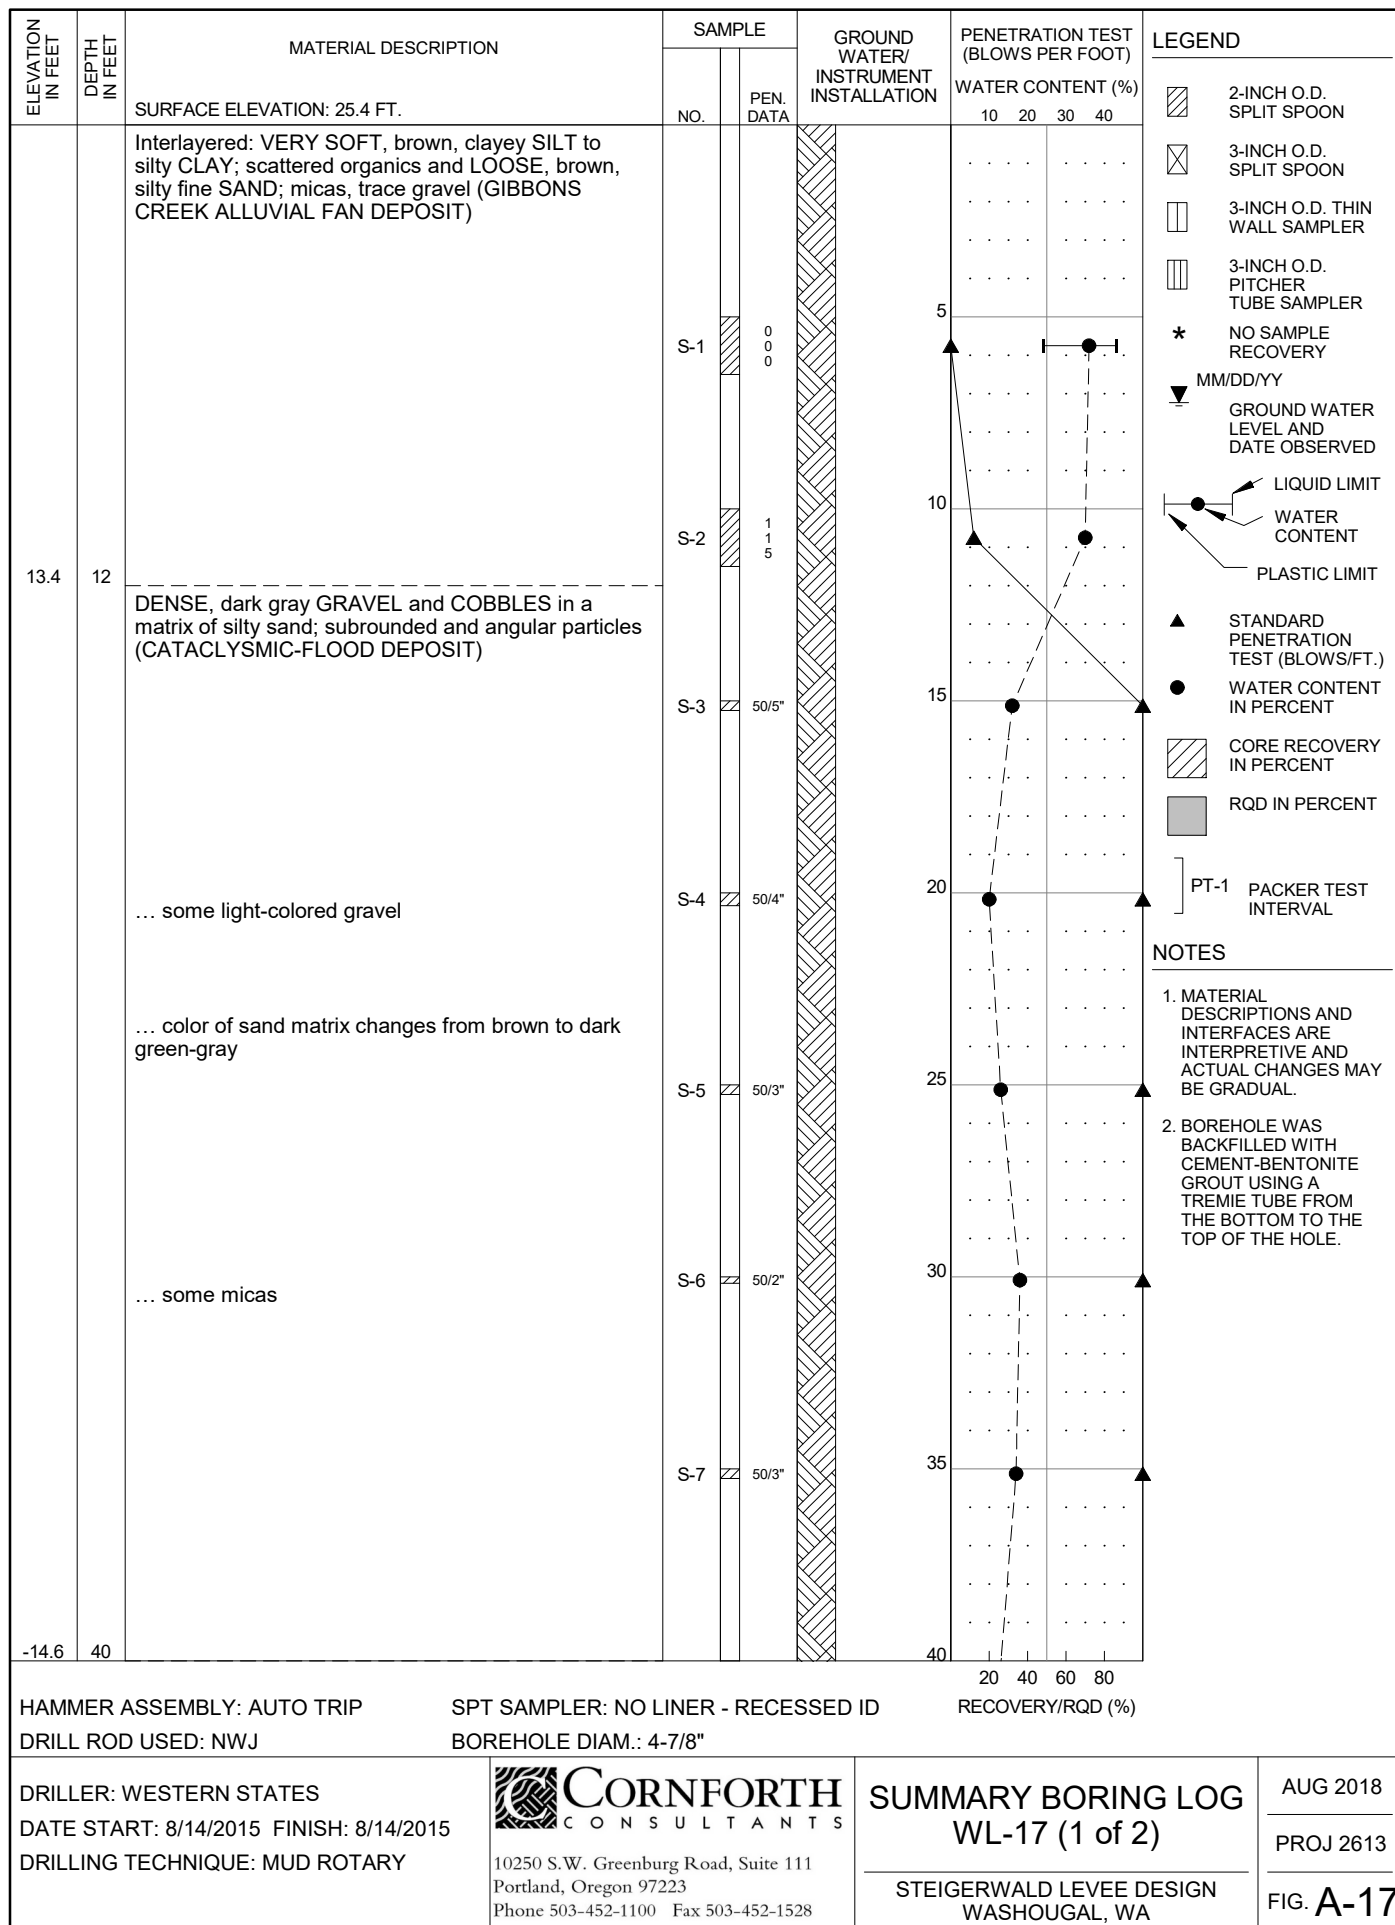 ELEVATION
IN FEET
DEPTH
IN FEET
MATERIAL DESCRIPTION
SURFACE ELEVATION: 25.4 FT.
SAMPLE
NO.
PEN.
DATA
GROUND
WATER/
INSTRUMENT
INSTALLATION
PENETRATION TEST
(BLOWS PER FOOT)
WATER CONTENT (%)
10 20 30 40
Interlayered: VERY SOFT, brown, clayey SILT to
silty CLAY; scattered organics and LOOSE, brown,
silty fine SAND; micas, trace gravel (GIBBONS
CREEK ALLUVIAL FAN DEPOSIT)
5
S-1
0
0
0
10
S-2
1
1
5
13.4 12
DENSE, dark gray GRAVEL and COBBLES in a
matrix of silty sand; subrounded and angular particles
(CATACLYSMIC-FLOOD DEPOSIT)
15
S-3 50/5"
20
S-4 50/4"
… some light-colored gravel
… color of sand matrix changes from brown to dark
green-gray
25
S-5 50/3"
30
S-6 50/2"
… some micas
35
S-7 50/3"
-14.6 40
40
20 40 60 80
RECOVERY/RQD (%)
LEGEND
2-INCH O.D.
SPLIT SPOON
3-INCH O.D.
SPLIT SPOON
3-INCH O.D. THIN
WALL SAMPLER
3-INCH O.D.
PITCHER
TUBE SAMPLER
* NO SAMPLE
RECOVERY
MM/DD/YY
GROUND WATER
LEVEL AND
DATE OBSERVED
LIQUID LIMIT
WATER
CONTENT
PLASTIC LIMIT
STANDARD
PENETRATION
TEST (BLOWS/FT.)
WATER CONTENT
IN PERCENT
CORE RECOVERY
IN PERCENT
RQD IN PERCENT
PT-1 PACKER TEST
INTERVAL
NOTES
1. MATERIAL
DESCRIPTIONS AND
INTERFACES ARE
INTERPRETIVE AND
ACTUAL CHANGES MAY
BE GRADUAL.
2. BOREHOLE WAS
BACKFILLED WITH
CEMENT-BENTONITE
GROUT USING A
TREMIE TUBE FROM
THE BOTTOM TO THE
TOP OF THE HOLE.
HAMMER ASSEMBLY: AUTO TRIP SPT SAMPLER: NO LINER - RECESSED ID
DRILL ROD USED: NWJ BOREHOLE DIAM.: 4-7/8"
DRILLER: WESTERN STATES
DATE START: 8/14/2015 FINISH: 8/14/2015
DRILLING TECHNIQUE: MUD ROTARY
CORNFORTH
CONSULTANTS
10250 S.W. Greenburg Road, Suite 111
Portland, Oregon 97223
Phone 503-452-1100 Fax 503-452-1528
SUMMARY BORING LOG
WL-17 (1 of 2)
STEIGERWALD LEVEE DESIGN
WASHOUGAL, WA
AUG 2018
PROJ 2613
FIG. A-17